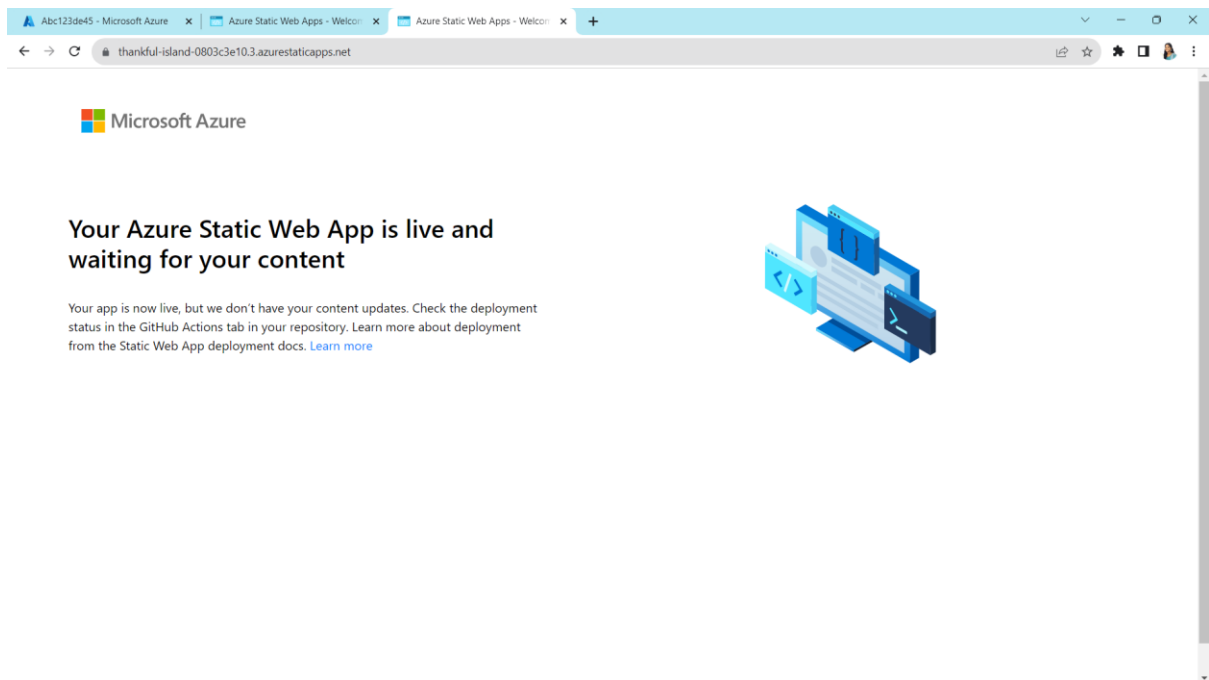 Abc123de45 - Microsoft Azure
Azure Static Web Apps - Welcon
Azure Static Web Apps - Welcon
thankful-island-0803c3e10.3.azurestaticapps.net
Microsoft Azure
Your Azure Static Web App is live and
waiting for your content
Your app is now live, but we don't have your content updates. Check the deployment
status in the GitHub Actions tab in your repository. Learn more about deployment
from the Static Web App deployment docs. Learn more